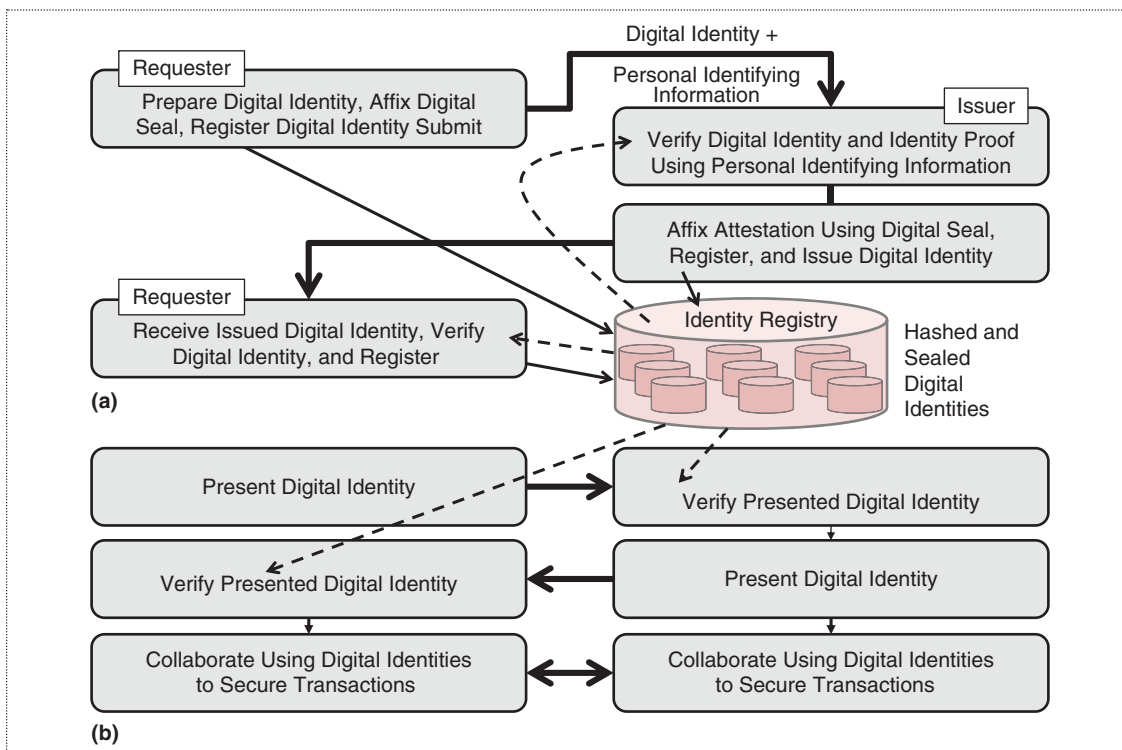 Digital Identity +
Personal Identifying
Information
Requester
Prepare Digital Identity, Affix Digital
Seal, Register Digital Identity Submit
Issuer
Verify Digital Identity and Identity Proof
Using Personal Identifying Information
Affix Attestation Using Digital Seal,
Register, and Issue Digital Identity
Requester
Receive Issued Digital Identity, Verify
Digital Identity, and Register
Identity Registry
Hashed and
Sealed
Digital
Identities
(a)
Present Digital Identity
Verify Presented Digital Identity
Verify Presented Digital Identity
Present Digital Identity
Collaborate Using Digital Identities
to Secure Transactions
Collaborate Using Digital Identities
to Secure Transactions
(b)